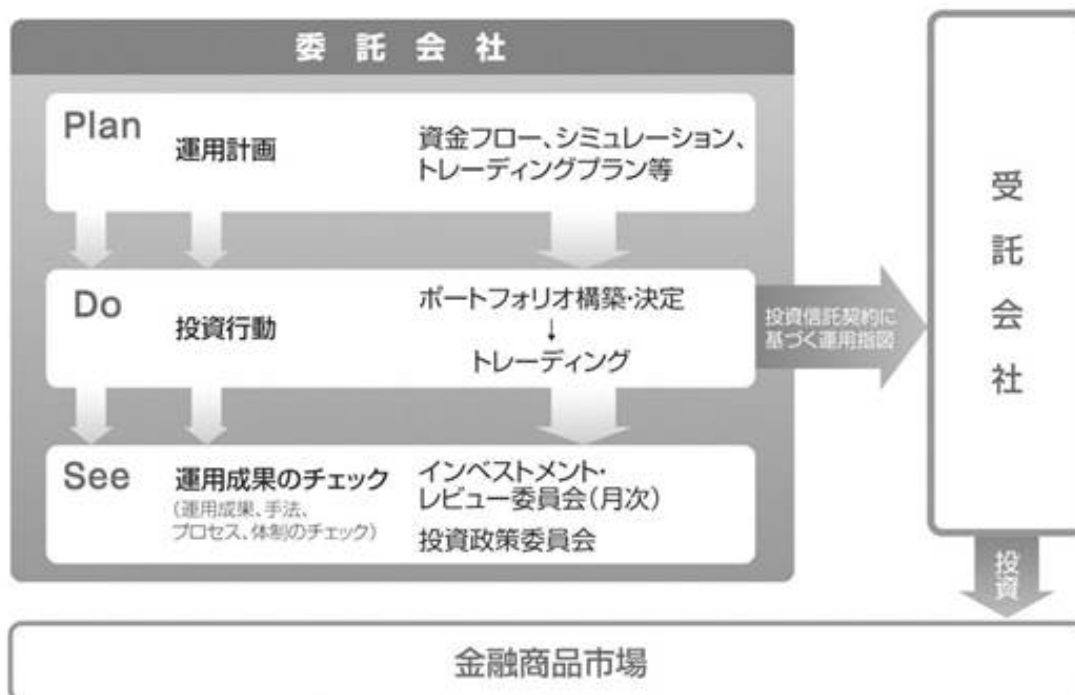 委託会社
Plan
運用計画
資金フロー、シミュレーション、
トレーディングプラン等
Do
投資行動
ポートフォリオ構築・決定
↓
トレーディング
投資信託契約に
基づく運用指図
See
運用成果のチェック
(運用成果、手法、
プロセス、体制のチェック)
インベストメント・
レビュー委員会(月次)
投資政策委員会
受託会社
投資
金融商品市場